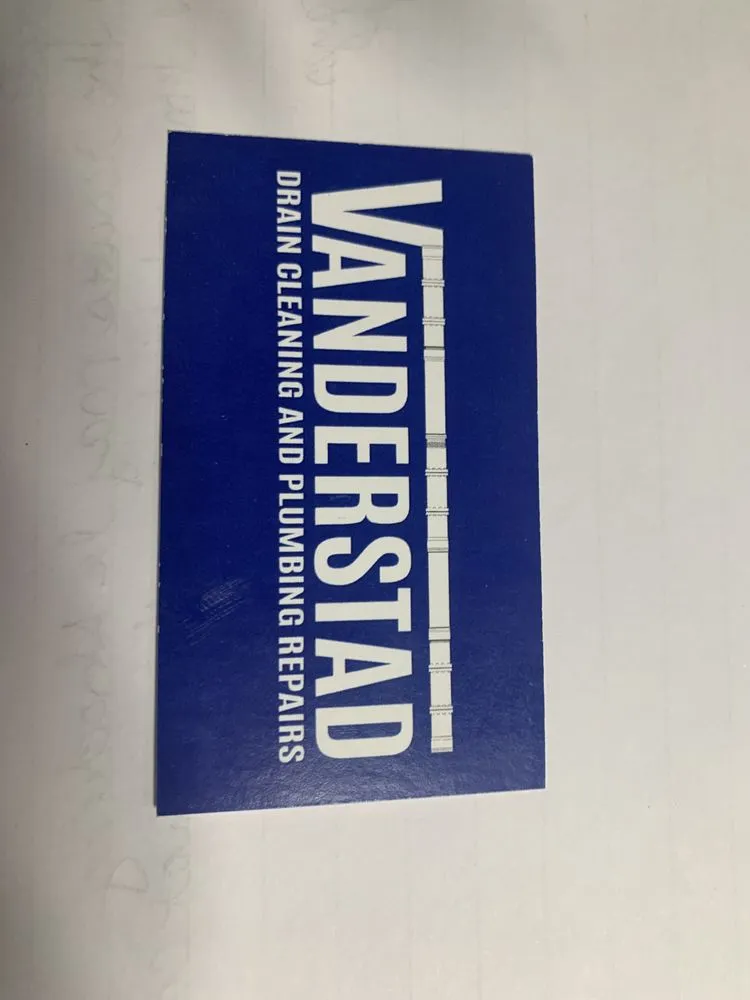 VANDERSTAD
DRAIN CLEANING AND PLUMBING REPAIRS